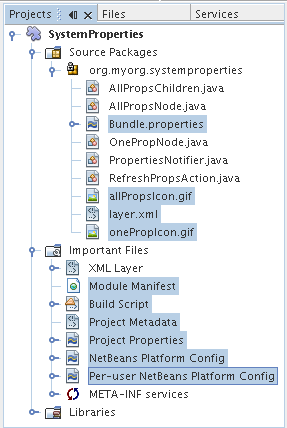 Projects Files Services
SystemProperties
Source Packages
org.myorg.systemproperties
AllPropsChildren.java
AllPropsNode.java
Bundle.properties
OnePropNode.java
PropertiesNotifier.java
RefreshPropsAction.java
allPropsIcon.gif
layer.xml
onePropIcon.gif
Important Files
XML Layer
Module Manifest
Build Script
Project Metadata
Project Properties
NetBeans Platform Config
Per-user NetBeans Platform Config
META-INF services
Libraries